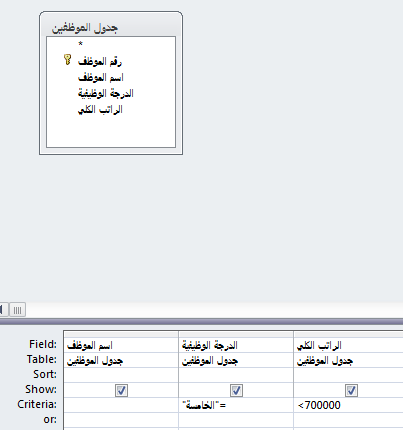 جدول الموظفين
*
رقم الموظف
اسم الموظف
الدرجة الوظيفية
الراتب الكلي
Field: اسم الموظف الدرجة الوظيفية الراتب الكلي
Table: جدول الموظفين جدول الموظفين جدول الموظفين
Sort:
Show:
Criteria: "الخامسة"= <700000
or: